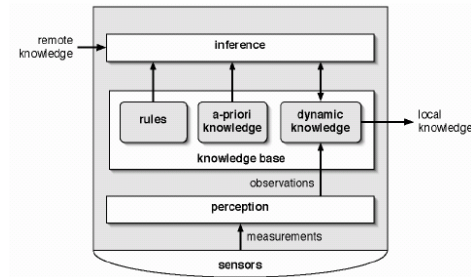 inference
remote
knowledge
rules
a-priori
knowledge
dynamic
knowledge
local
knowledge
knowledge base
observations
perception
measurements
sensors